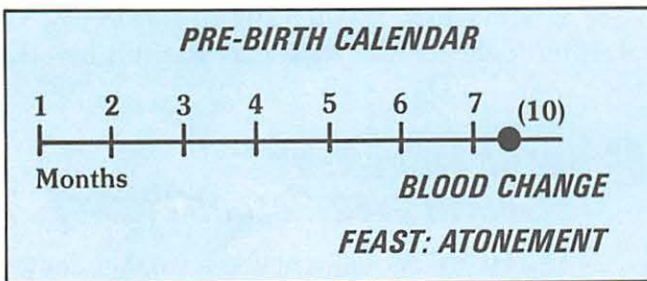 PRE-BIRTH CALENDAR
1 2 3 4 5 6 7 (10)
Months
BLOOD CHANGE
FEAST: ATONEMENT